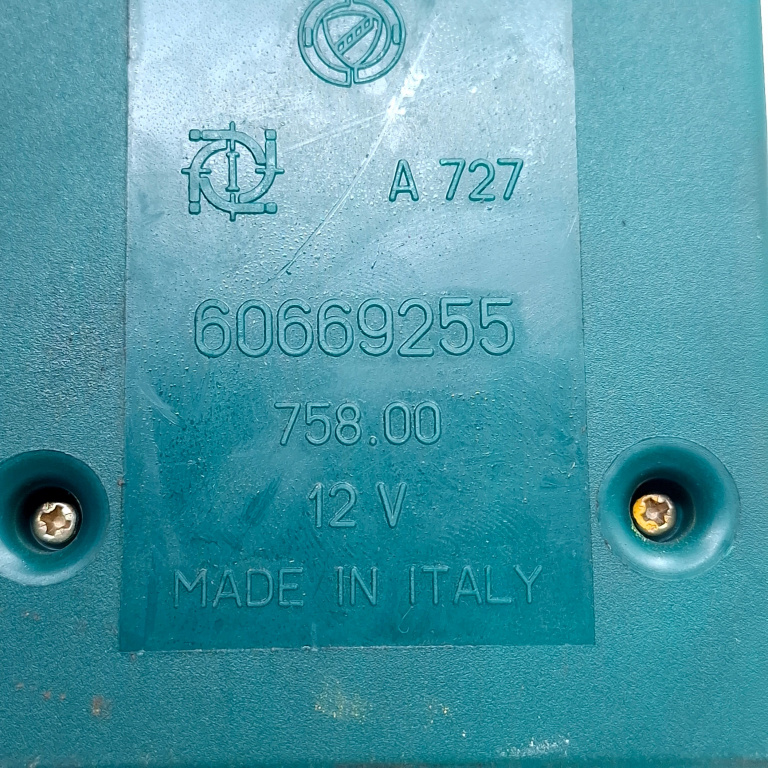 A 727
60669255
758.00
12 V
MADE IN ITALY